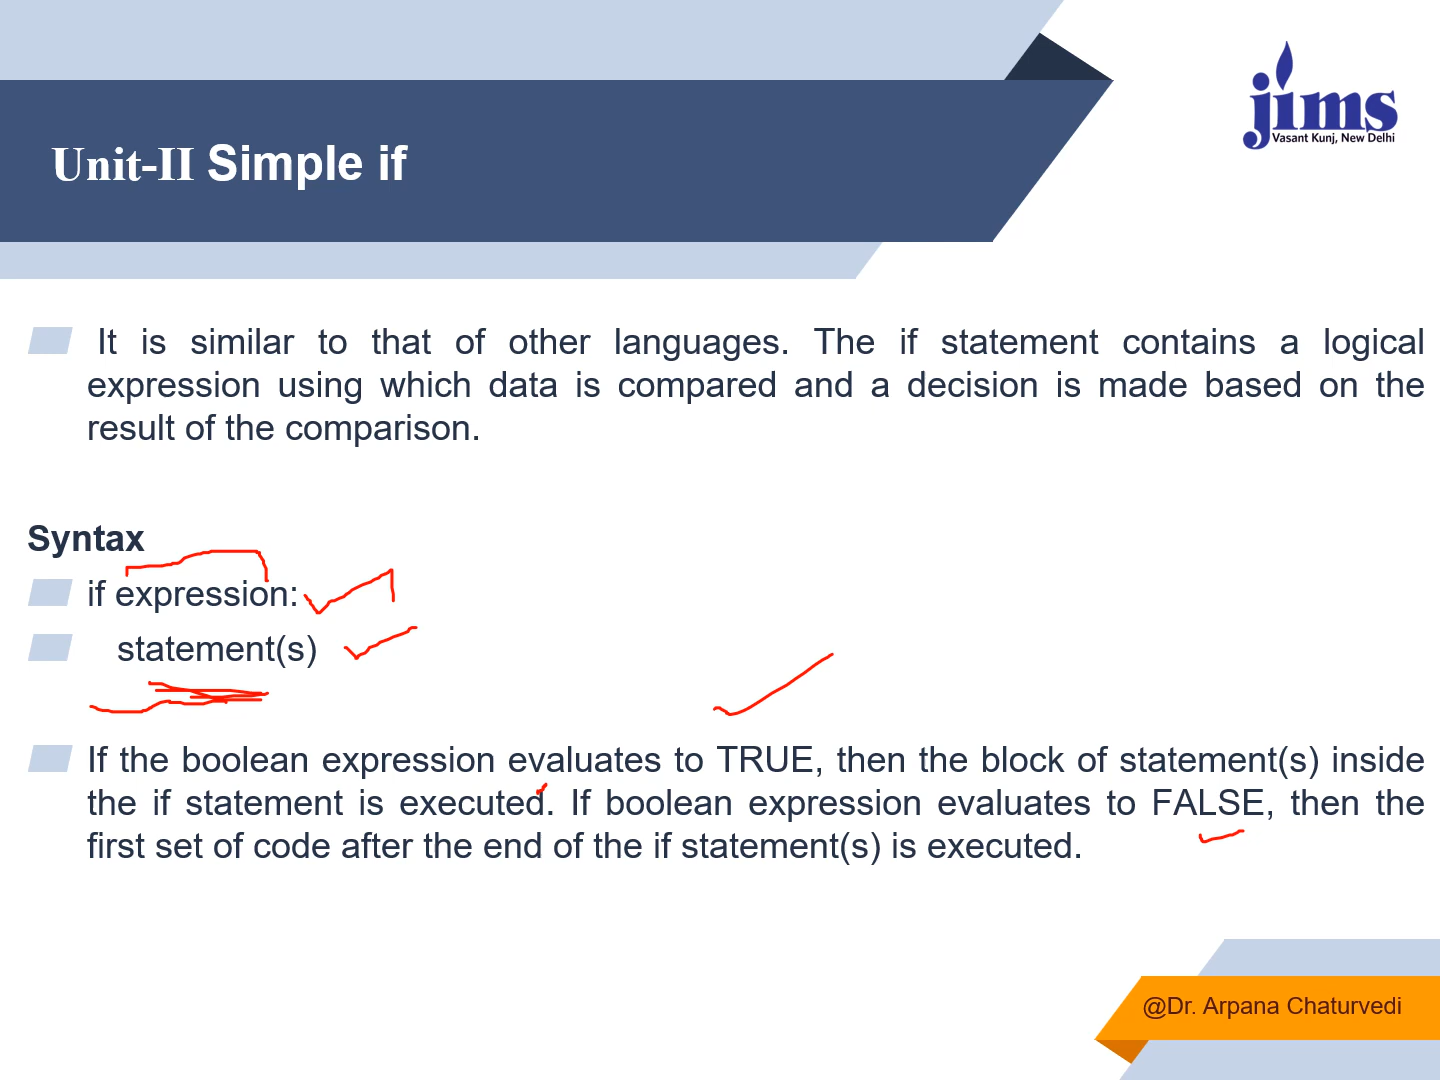 jims
Vasant Kunj, New Delhi
Unit-II Simple if
It is similar to that of other languages. The if statement contains a logical
expression using which data is compared and a decision is made based on the
result of the comparison.
Syntax
if expression:
statement(s)
If the boolean expression evaluates to TRUE, then the block of statement(s) inside
the if statement is executed. If boolean expression evaluates to FALSE, then the
first set of code after the end of the if statement(s) is executed.
@Dr. Arpana Chaturvedi